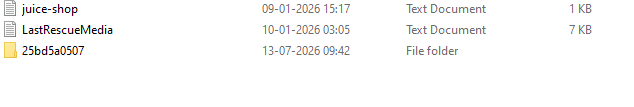 juice-shop 09-01-2026 15:17 Text Document 1 KB
LastRescueMedia 10-01-2026 03:05 Text Document 7 KB
25bd5a0507 13-07-2026 09:42 File folder